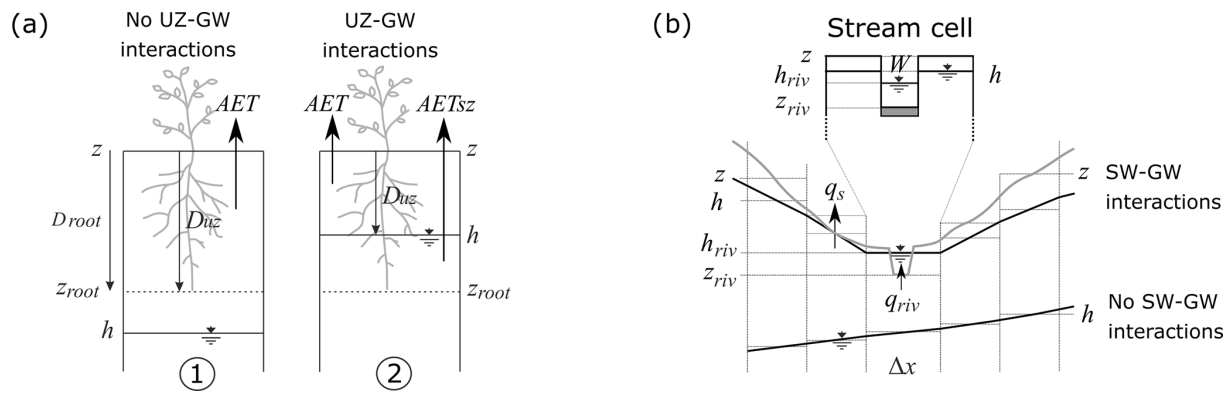 (a)
No UZ-GW
interactions
UZ-GW
interactions
AET
AET
AETsz
z
z
D root
Duz
Duz
h
zroot
zroot
h
1
2
(b)
Stream cell
z
W
hriv
h
zriv
z
z
SW-GW
interactions
h
qs
hriv
zriv
qriv
No SW-GW
interactions
h
Δx